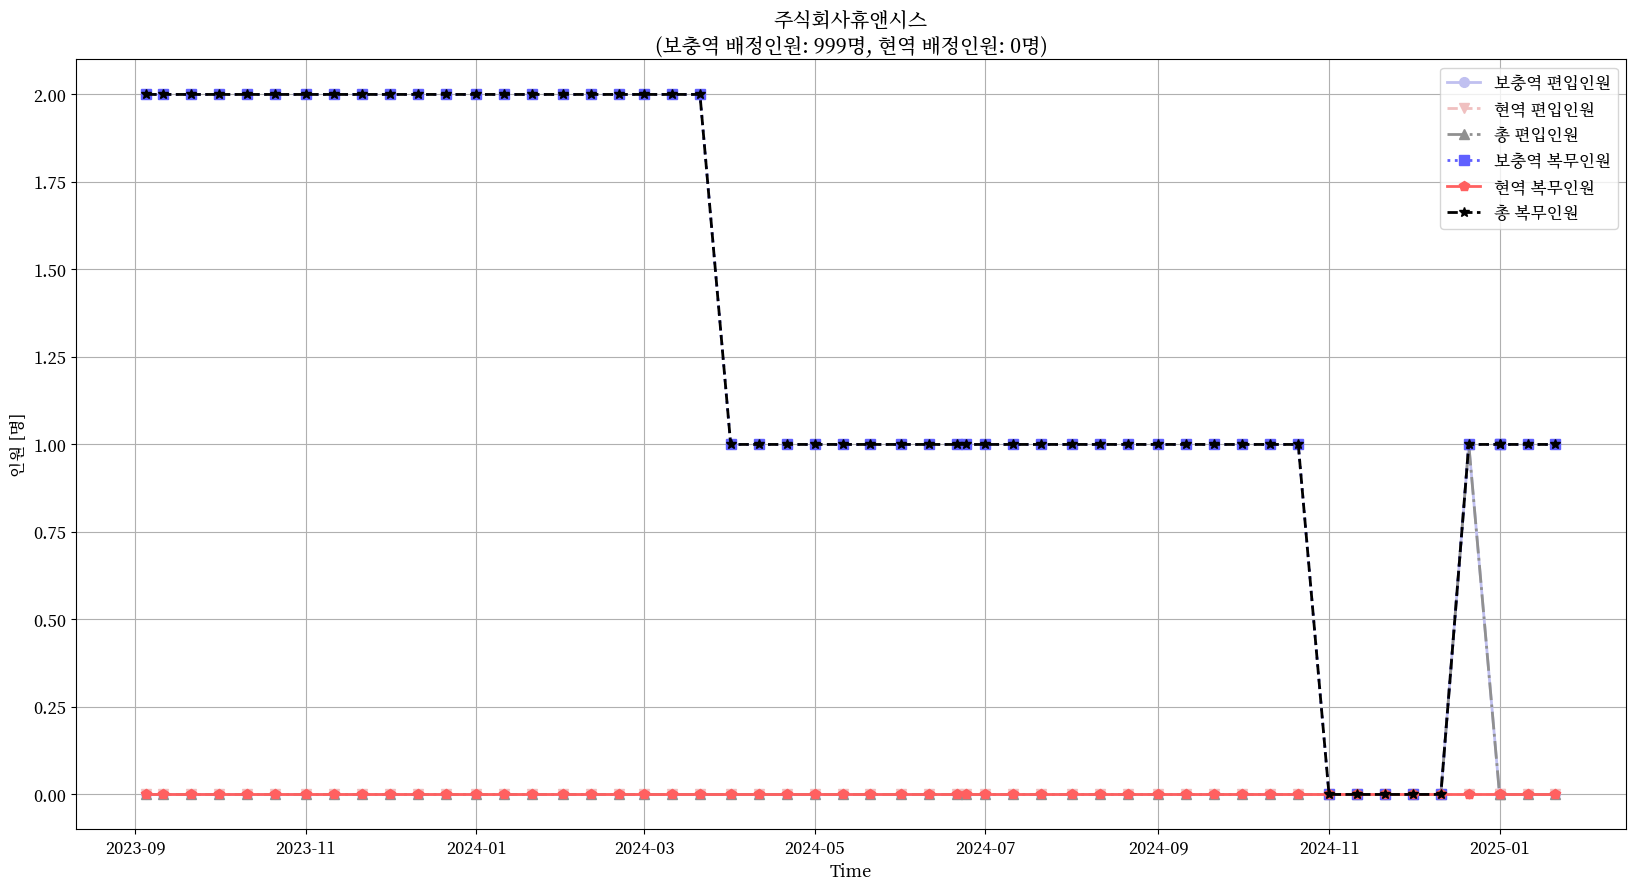 주식회사휴앤시스
(보충역 배정인원: 999명, 현역 배정인원: 0명)
보충역 편입인원
현역 편입인원
총 편입인원
보충역 복무인원
현역 복무인원
총 복무인원
2.00
1.75
1.50
1.25
1.00
0.75
0.50
0.25
0.00
인원 [명]
2023-09
2023-11
2024-01
2024-03
2024-05
2024-07
2024-09
2024-11
2025-01
Time